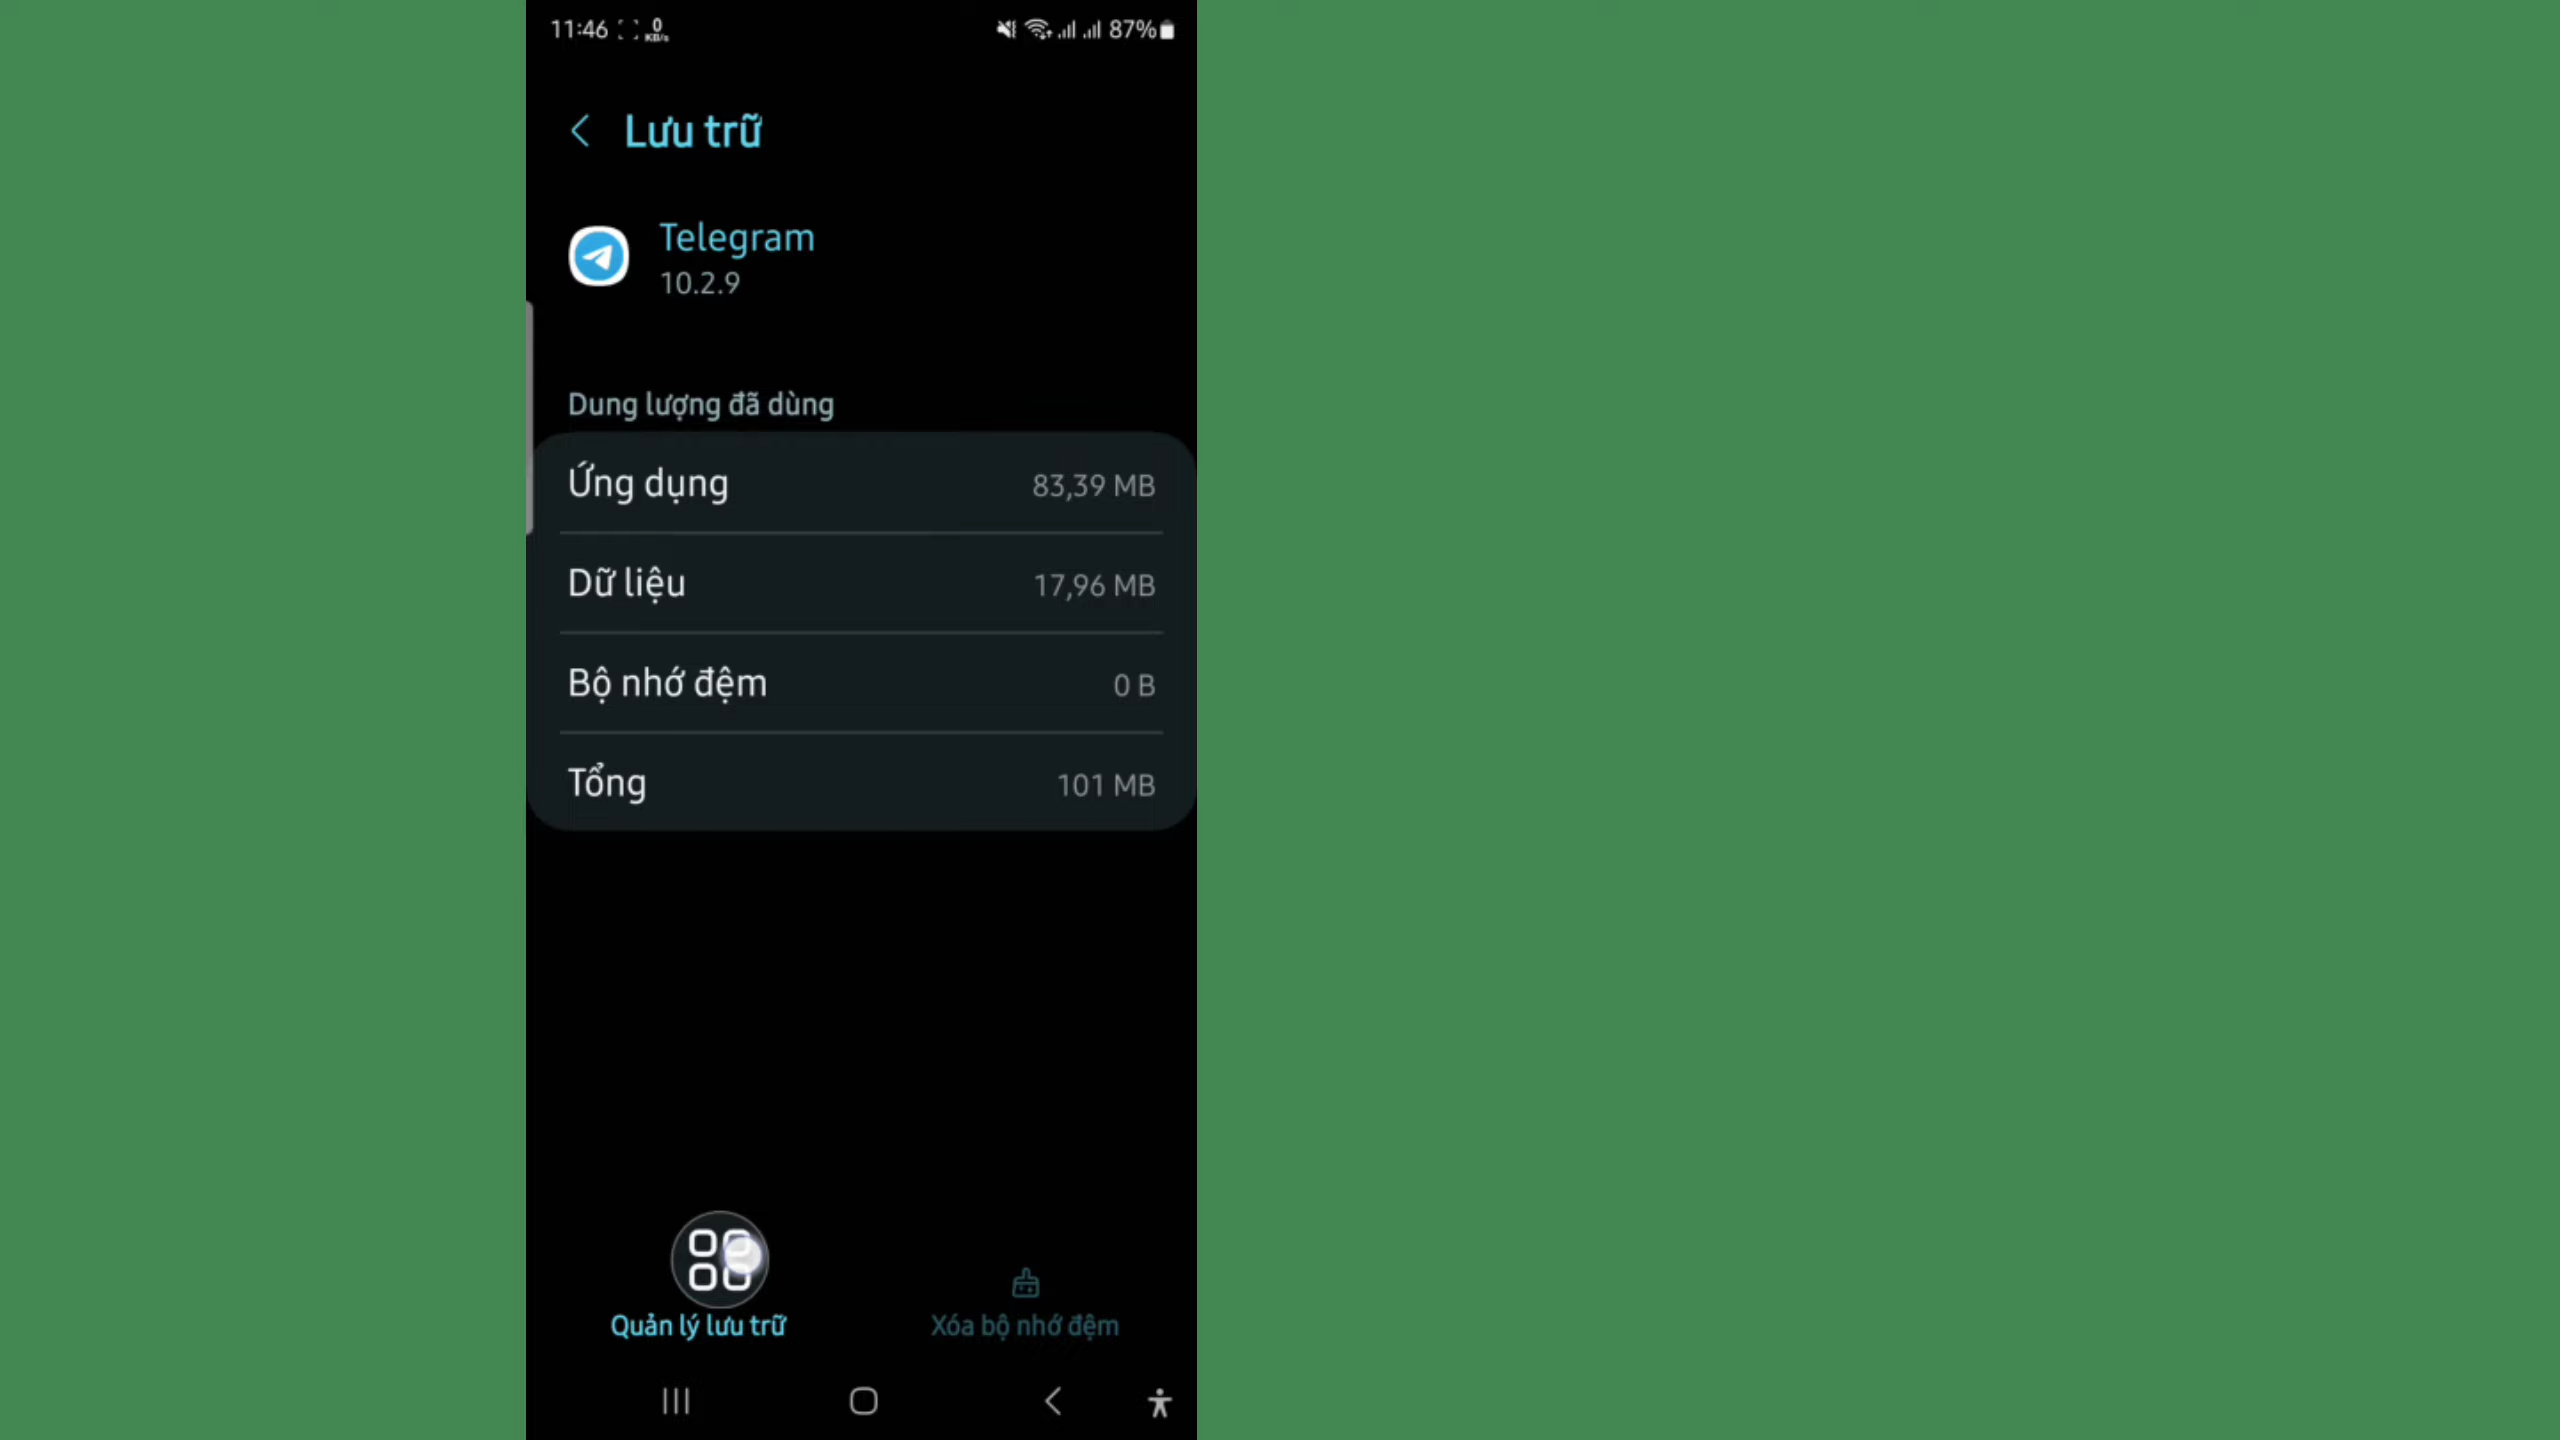 11:46 0 KB/s 87%
Lưu trữ
Telegram
10.2.9
Dung lượng đã dùng
Ứng dụng 83,39 MB
Dữ liệu 17,96 MB
Bộ nhớ đệm 0 B
Tổng 101 MB
Quản lý lưu trữ Xóa bộ nhớ đệm